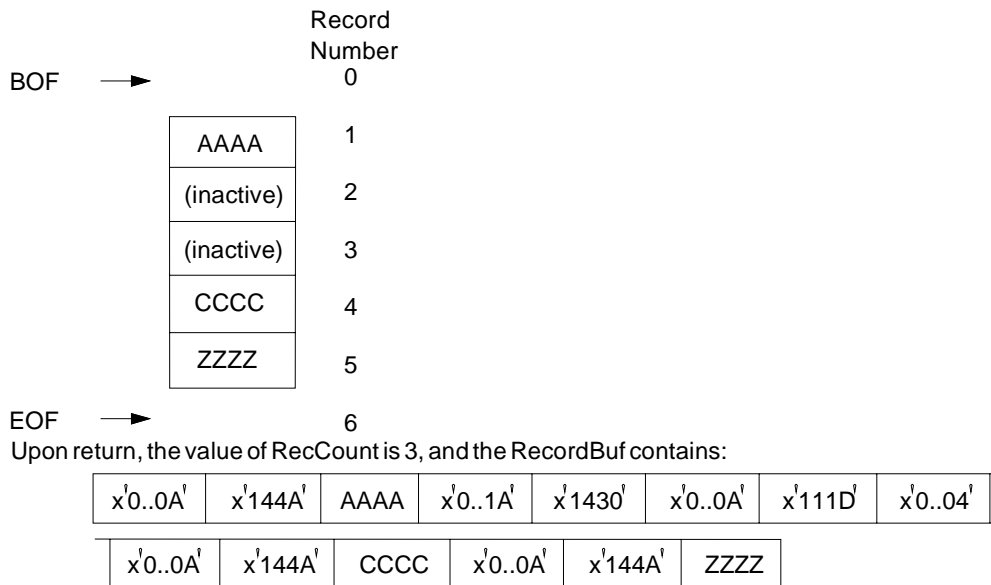 Record
Number
BOF 0
AAAA 1
(inactive) 2
(inactive) 3
CCCC 4
ZZZZ 5
EOF 6
Upon return, the value of RecCount is 3, and the RecordBuf contains:
x'0..0A' x'144A' AAAA x'0..1A' x'1430' x'0..0A' x'111D' x'0..04'
x'0..0A' x'144A' CCCC x'0..0A' x'144A' ZZZZ